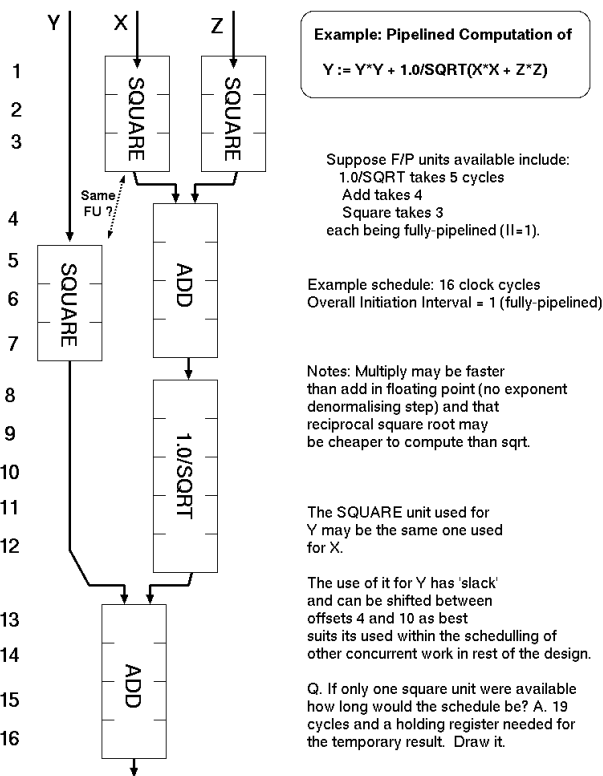 Y
X
Z
Example: Pipelined Computation of
Y := Y*Y + 1.0/SQRT(X*X + Z*Z)
1
2
3
4
5
6
7
8
9
10
11
12
13
14
15
16
SQUARE
SQUARE
Same
FU ?
SQUARE
ADD
1.0/SQRT
ADD
Suppose F/P units available include:
1.0/SQRT takes 5 cycles
Add takes 4
Square takes 3
each being fully-pipelined (II=1).
Example schedule: 16 clock cycles
Overall Initiation Interval = 1 (fully-pipelined)
Notes: Multiply may be faster
than add in floating point (no exponent
denormalising step) and that
reciprocal square root may
be cheaper to compute than sqrt.
The SQUARE unit used for
Y may be the same one used
for X.
The use of it for Y has 'slack'
and can be shifted between
offsets 4 and 10 as best
suits its used within the schedulling of
other concurrent work in rest of the design.
Q. If only one square unit were available
how long would the schedule be? A. 19
cycles and a holding register needed for
the temporary result. Draw it.